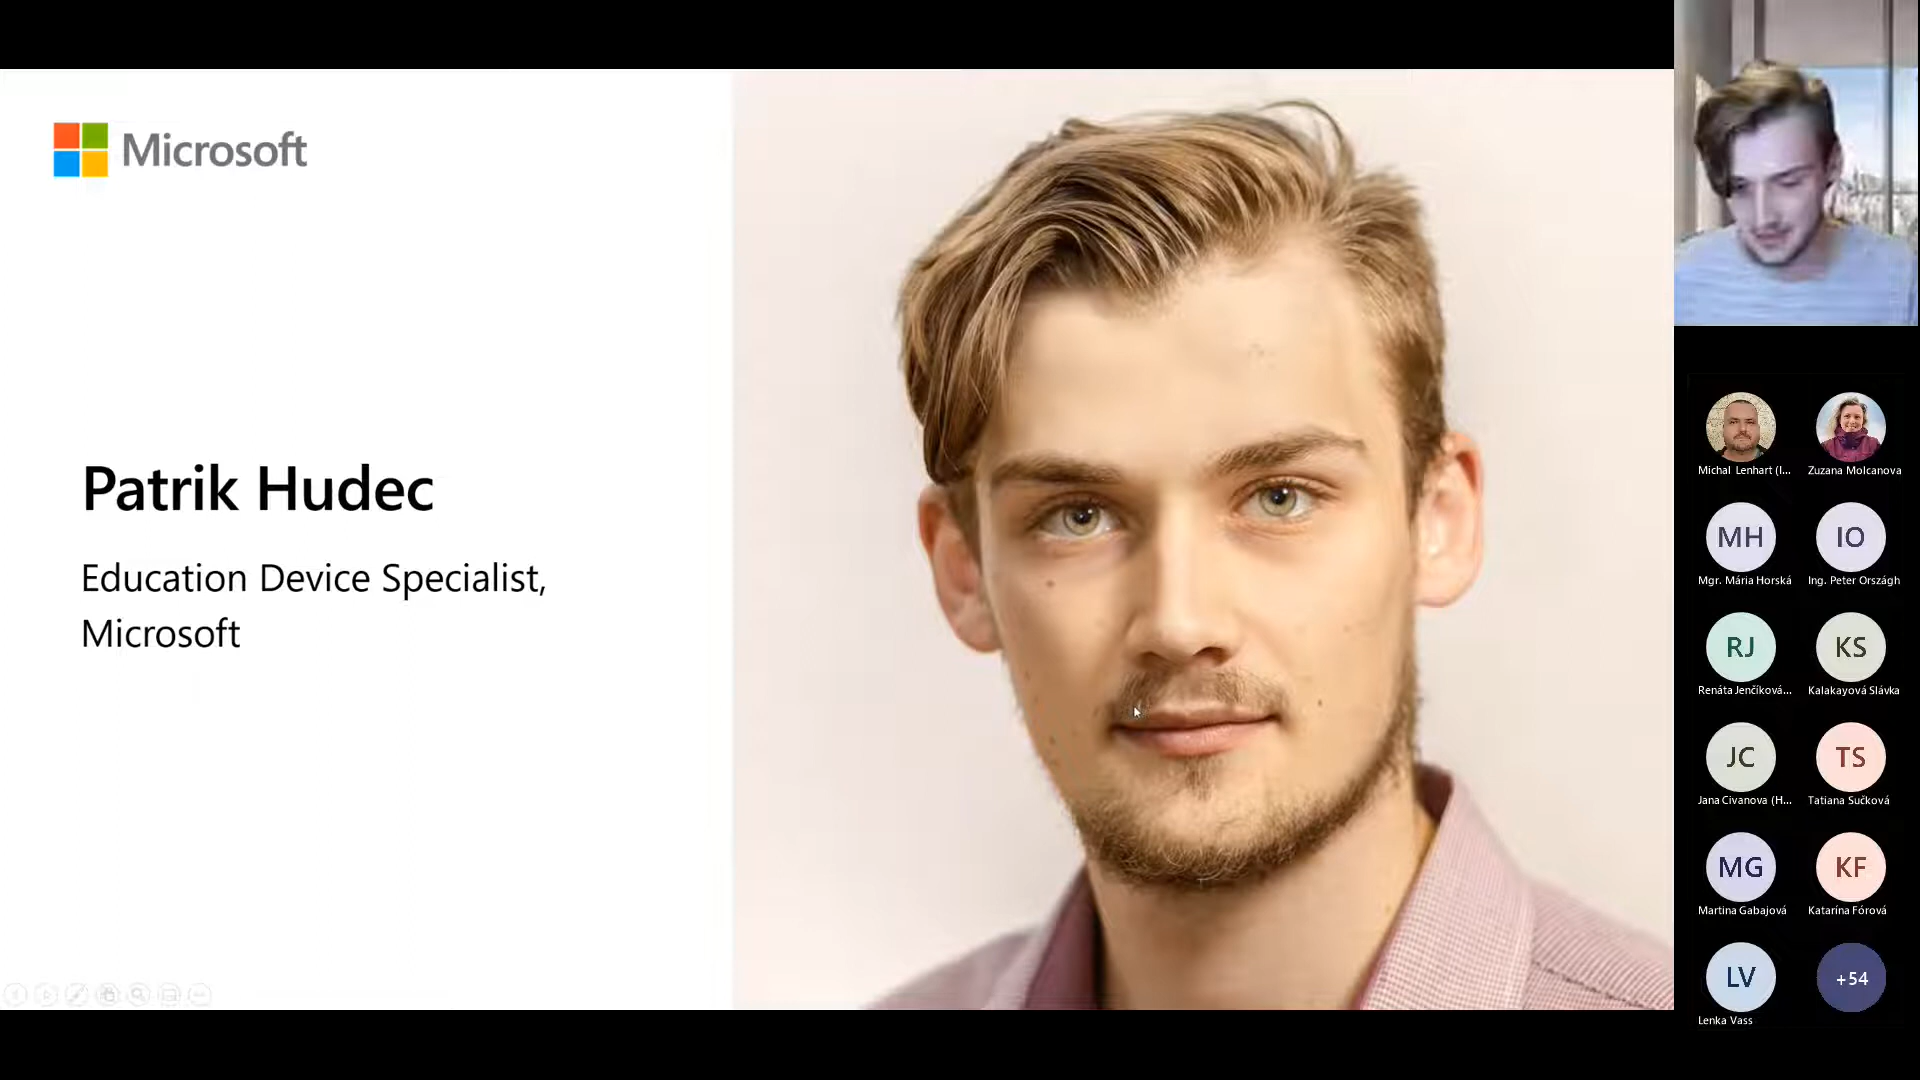 Microsoft
Patrik Hudec
Education Device Specialist,
Microsoft
Michal Lenhart (I...
Zuzana Molcanova
MH
IO
Mgr. Mária Horská
Ing. Peter Országh
RJ
KS
Renáta Jenčíková...
Kalakayová Slávka
JC
TS
Jana Civanova (H...
Tatiana Sučková
MG
KF
Martina Gabajová
Katarína Fórová
LV
+54
Lenka Vass